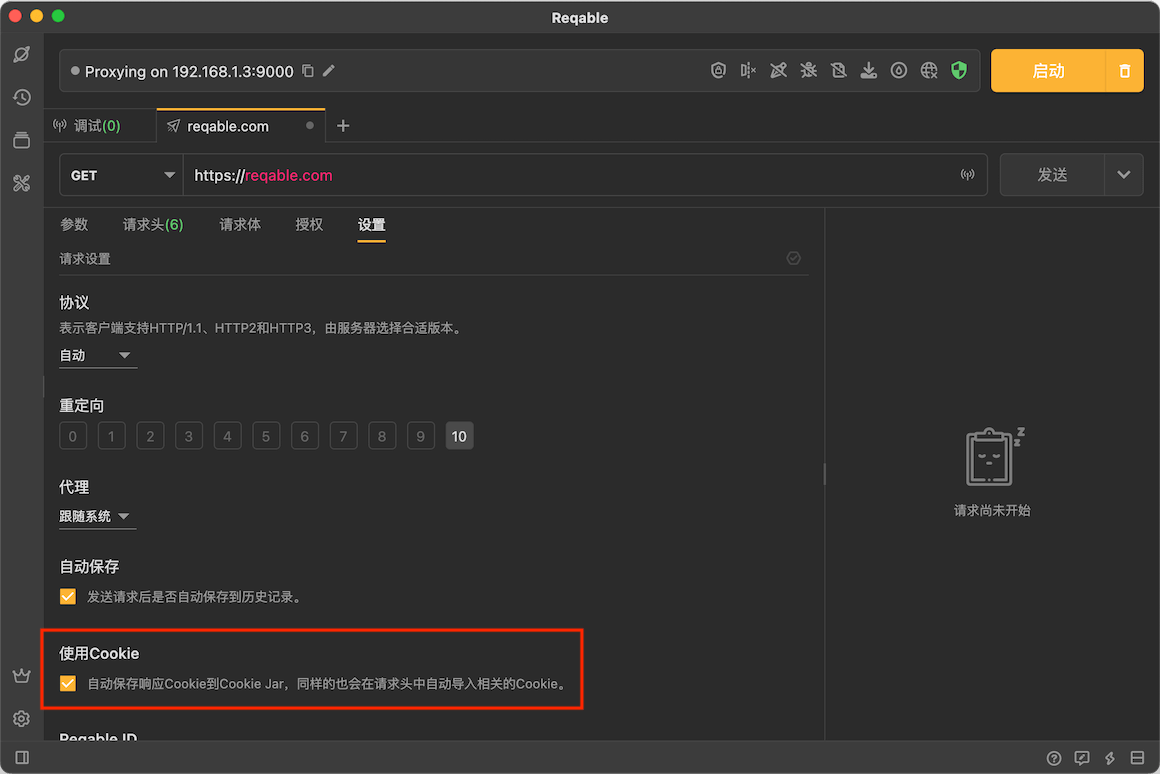 Reqable
Proxying on 192.168.1.3:9000
启动
调试(0)
reqable.com
GET
https://reqable.com
发送
参数 请求头(6) 请求体 授权 设置
请求设置
协议
表示客户端支持HTTP/1.1、HTTP2和HTTP3，由服务器选择合适版本。
自动
重定向
0 1 2 3 4 5 6 7 8 9 10
代理
跟随系统
自动保存
发送请求后是否自动保存到历史记录。
使用Cookie
自动保存响应Cookie到Cookie Jar，同样的也会在请求头中自动导入相关的Cookie。
Reqable ID
z
z
z
请求尚未开始